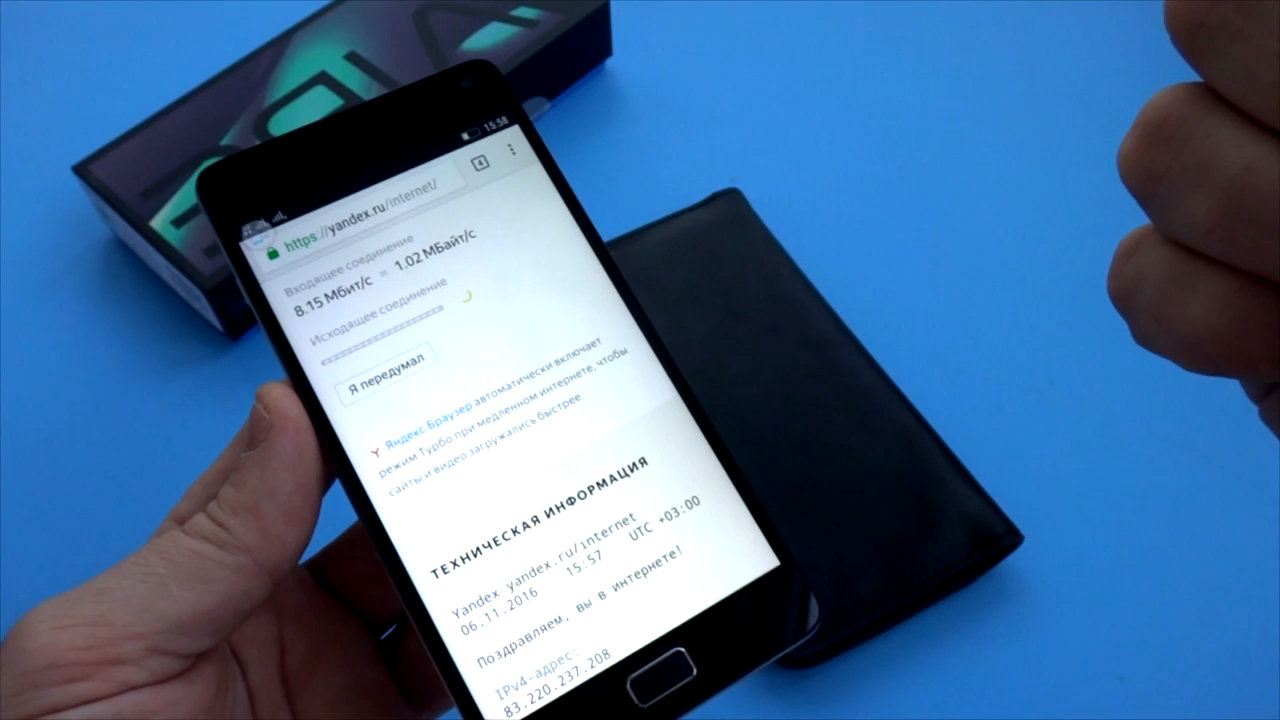 15:58
https://yandex.ru/internet/
4
Входящее соединение
8.15 Мбит/с = 1.02 МБайт/с
Исходящее соединение
Я передумал
Яндекс.Браузер автоматически включает
режим Турбо при медленном интернете, чтобы
сайты и видео загружались быстрее.
ТЕХНИЧЕСКАЯ ИНФОРМАЦИЯ
Yandex yandex.ru/internet
06.11.2016 15:57 UTC +03:00
Поздравляем, вы в интернете!
IPv4-адрес:
83.220.237.208